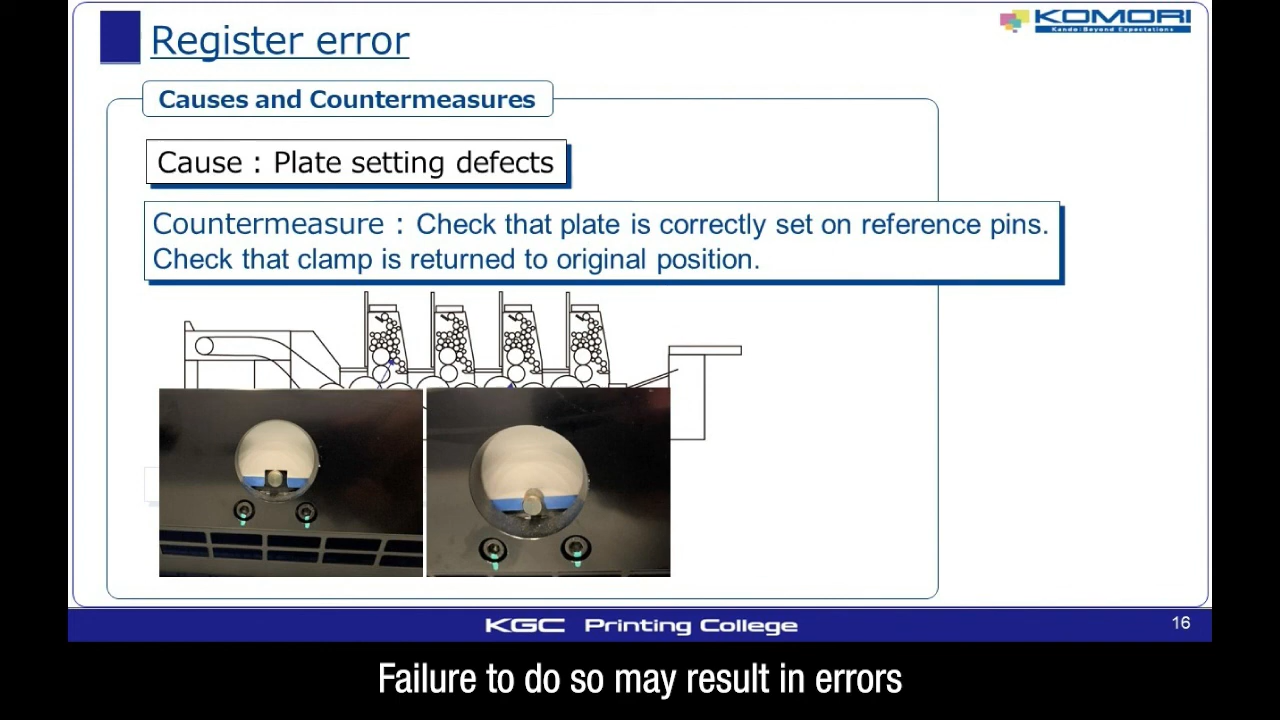 Register error
KOMORI
Kando: Beyond Expectations
Causes and Countermeasures
Cause : Plate setting defects
Countermeasure : Check that plate is correctly set on reference pins.
Check that clamp is returned to original position.
KGC Printing College
16
Failure to do so may result in errors